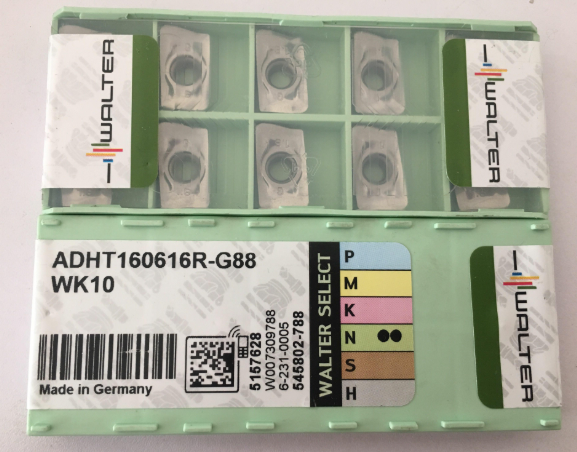 WALTER
WALTER
ADHT160616R-G88
WK10
Made in Germany
5157628
W007309788
6-231-0005
545802-788
WALTER SELECT
P
M
K
N
S
H
WALTER